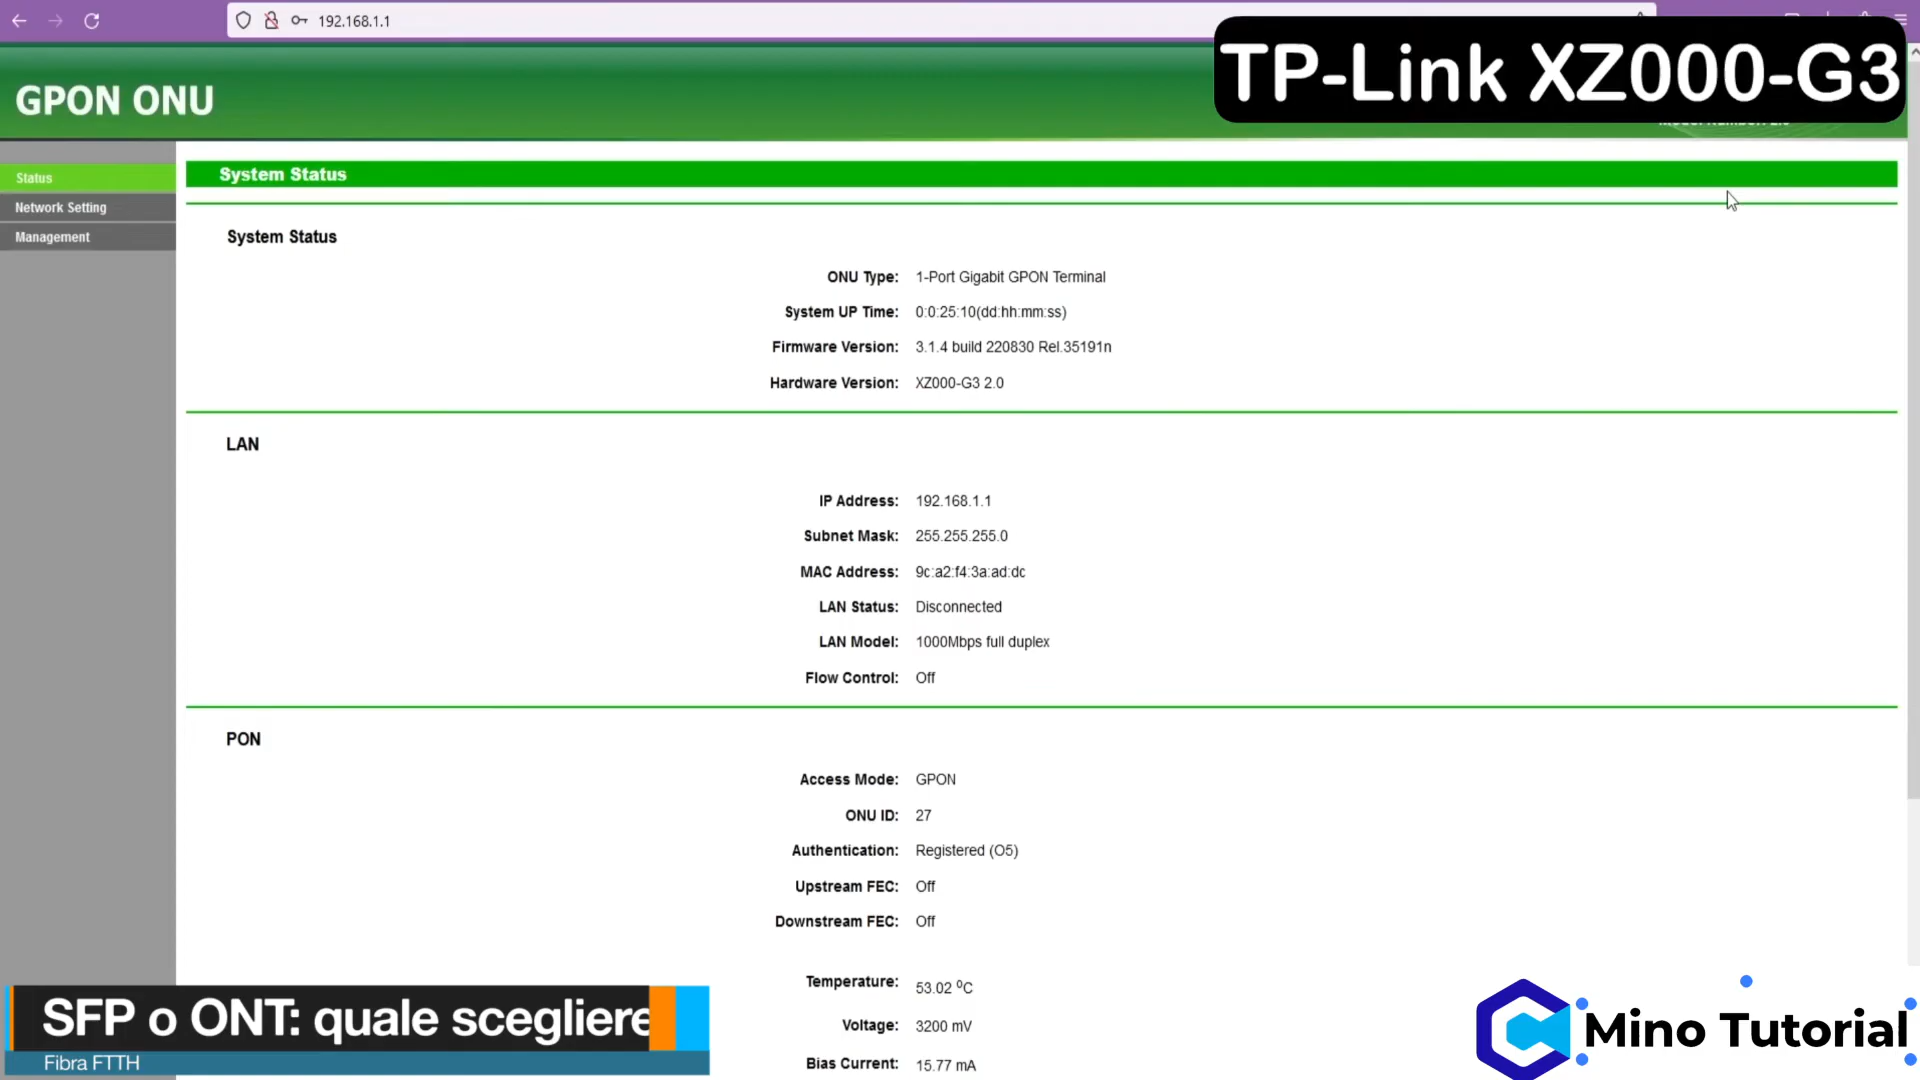 192.168.1.1
TP-Link XZ000-G3
GPON ONU
Status
Network Setting
Management
System Status
System Status
ONU Type: 1-Port Gigabit GPON Terminal
System UP Time: 0:0:25:10(dd:hh:mm:ss)
Firmware Version: 3.1.4 build 220830 Rel.35191n
Hardware Version: XZ000-G3 2.0
LAN
IP Address: 192.168.1.1
Subnet Mask: 255.255.255.0
MAC Address: 9c:a2:f4:3a:ad:dc
LAN Status: Disconnected
LAN Model: 1000Mbps full duplex
Flow Control: Off
PON
Access Mode: GPON
ONU ID: 27
Authentication: Registered (O5)
Upstream FEC: Off
Downstream FEC: Off
Temperature: 53.02 ⁰C
Voltage: 3200 mV
Bias Current: 15.77 mA
SFP o ONT: quale scegliere
Fibra FTTH
Mino Tutorial